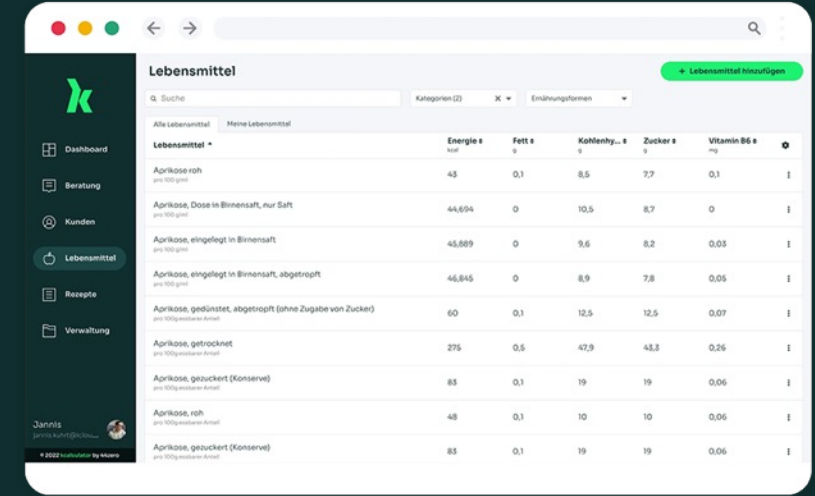 Lebensmittel
+ Lebensmittel hinzufügen
Suche
Kategorien (2)
Ernährungsformen
Alle Lebensmittel Meine Lebensmittel
Lebensmittel Energie Fett Kohlenhy... Zucker Vitamin B6
kcal g g g mg
Aprikose roh 43 0,1 8,5 7,7 0,1
pro 100 g/ml
Aprikose, Dose in Birnensaft, nur Saft 44,694 0 10,5 8,7 0
pro 100 g/ml
Aprikose, eingelegt in Birnensaft 45,889 0 9,6 8,2 0,03
pro 100 g/ml
Aprikose, eingelegt in Birnensaft, abgetropft 46,845 0 8,9 7,8 0,05
pro 100 g/ml
Aprikose, gedünstet, abgetropft (ohne Zugabe von Zucker) 60 0,1 12,5 12,5 0,07
pro 100g essbarer Anteil
Aprikose, getrocknet 275 0,5 47,9 43,3 0,26
pro 100g essbarer Anteil
Aprikose, gezuckert (Konserve) 83 0,1 19 19 0,06
pro 100g essbarer Anteil
Aprikose, roh 48 0,1 10 10 0,06
pro 100g essbarer Anteil
Aprikose, gezuckert (Konserve) 83 0,1 19 19 0,06
pro 100g essbarer Anteil
Dashboard
Beratung
Kunden
Lebensmittel
Rezepte
Verwaltung
Jannis
© 2022 kcalculator by